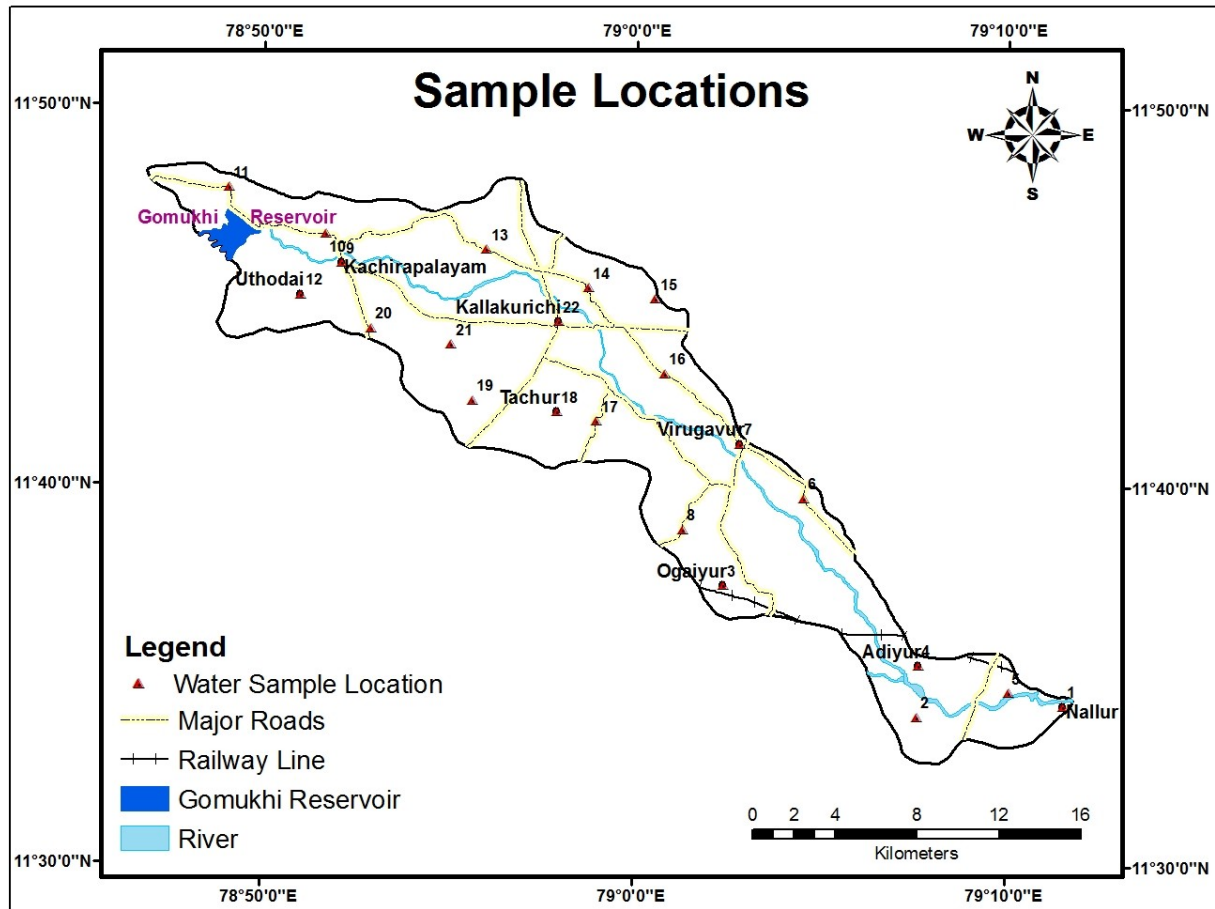 78°50'0"E 79°0'0"E 79°10'0"E
Sample Locations
11°50'0"N 11°50'0"N
N
W E
S
11
Gomukhi Reservoir
10 9
13
Kachirapalayam
Uthodai 12
14
15
Kallakurichi 22
20
21
16
19
Tachur 18
17
Virugavur 7
11°40'0"N 11°40'0"N
6
8
Ogaiyur 3
Adiyur 4
5
1
2
Nallur
Legend
Water Sample Location
Major Roads
Railway Line
Gomukhi Reservoir
River
0 2 4 8 12 16
Kilometers
11°30'0"N 11°30'0"N
78°50'0"E 79°0'0"E 79°10'0"E